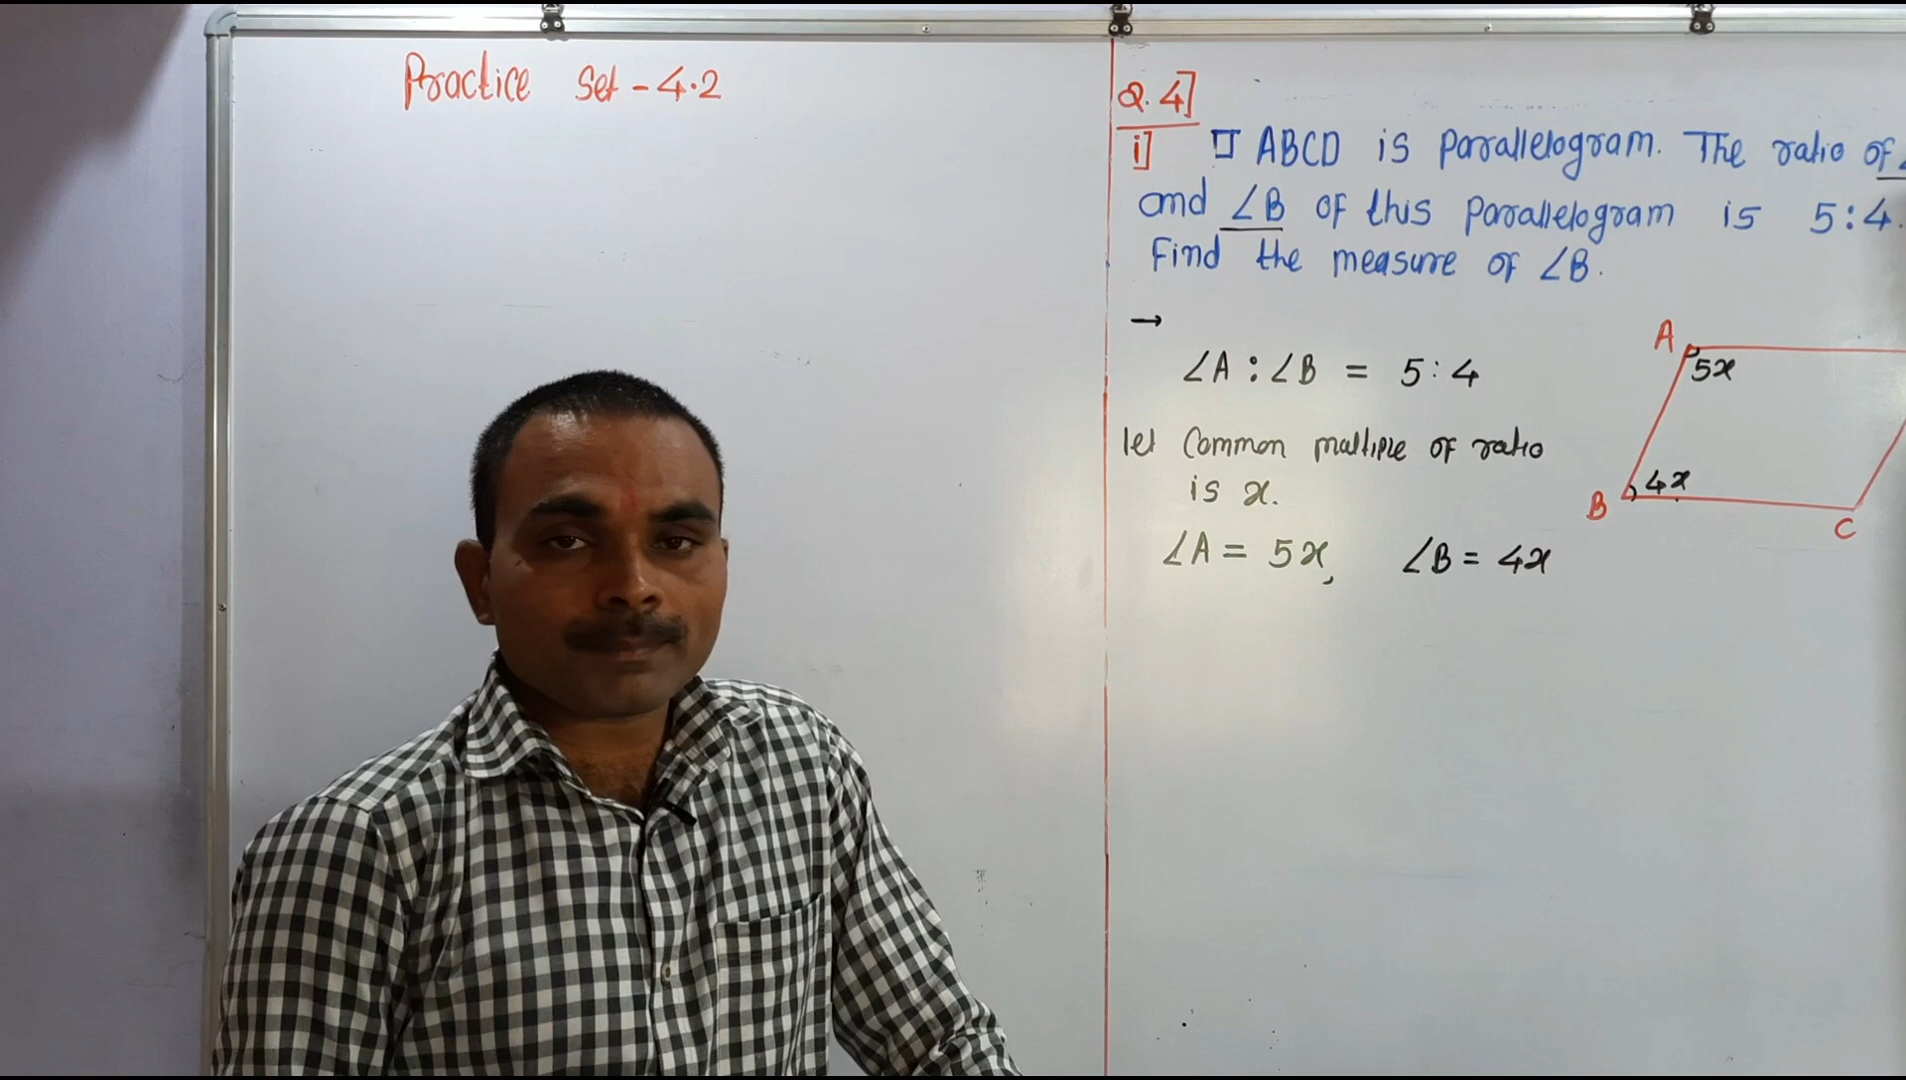 Practice Set - 4.2
Q. 4]
i] □ ABCD is parallelogram. The ratio of
and ∠B of this parallelogram is 5:4.
Find the measure of ∠B.
→
∠A : ∠B = 5 : 4
let Common multiple of ratio
is x.
∠A = 5x, ∠B = 4x
A
5x
4x
B
C